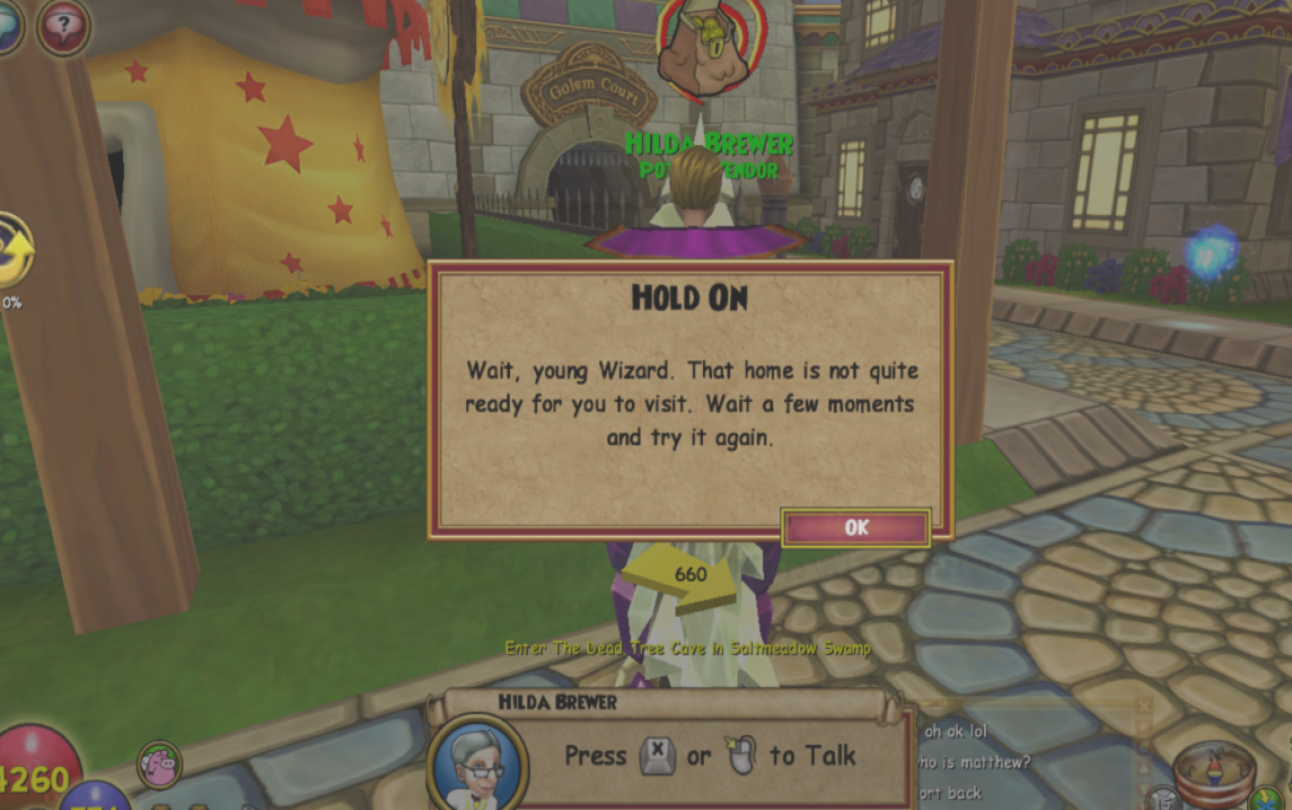 ?
Golem Court
HILDA BREWER
VENDOR
0%
HOLD ON
Wait, young Wizard. That home is not quite
ready for you to visit. Wait a few moments
and try it again.
OK
660
Enter The Dead Tree Cave in Saltmeadow Swamp
HILDA BREWER
Press X or to Talk
oh ok lol
is matthew?
back
4260
N